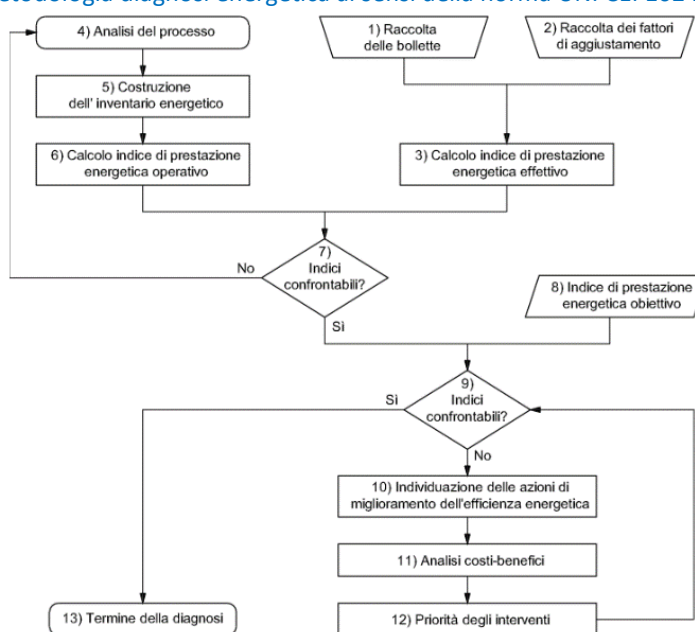 metodologia diagnosi energetica ai sensi della norma UNI CEI
4) Analisi del processo
1) Raccolta
delle bollette
2) Raccolta dei fattori
di aggiustamento
5) Costruzione
dell' inventario energetico
6) Calcolo indice di prestazione
energetica operativo
3) Calcolo indice di prestazione
energetica effettivo
7)
Indici
confrontabili?
No
Sì
8) Indice di prestazione
energetica obiettivo
9)
Indici
confrontabili?
Sì
No
10) Individuazione delle azioni di
miglioramento dell'efficienza energetica
11) Analisi costi-benefici
12) Priorità degli interventi
13) Termine della diagnosi